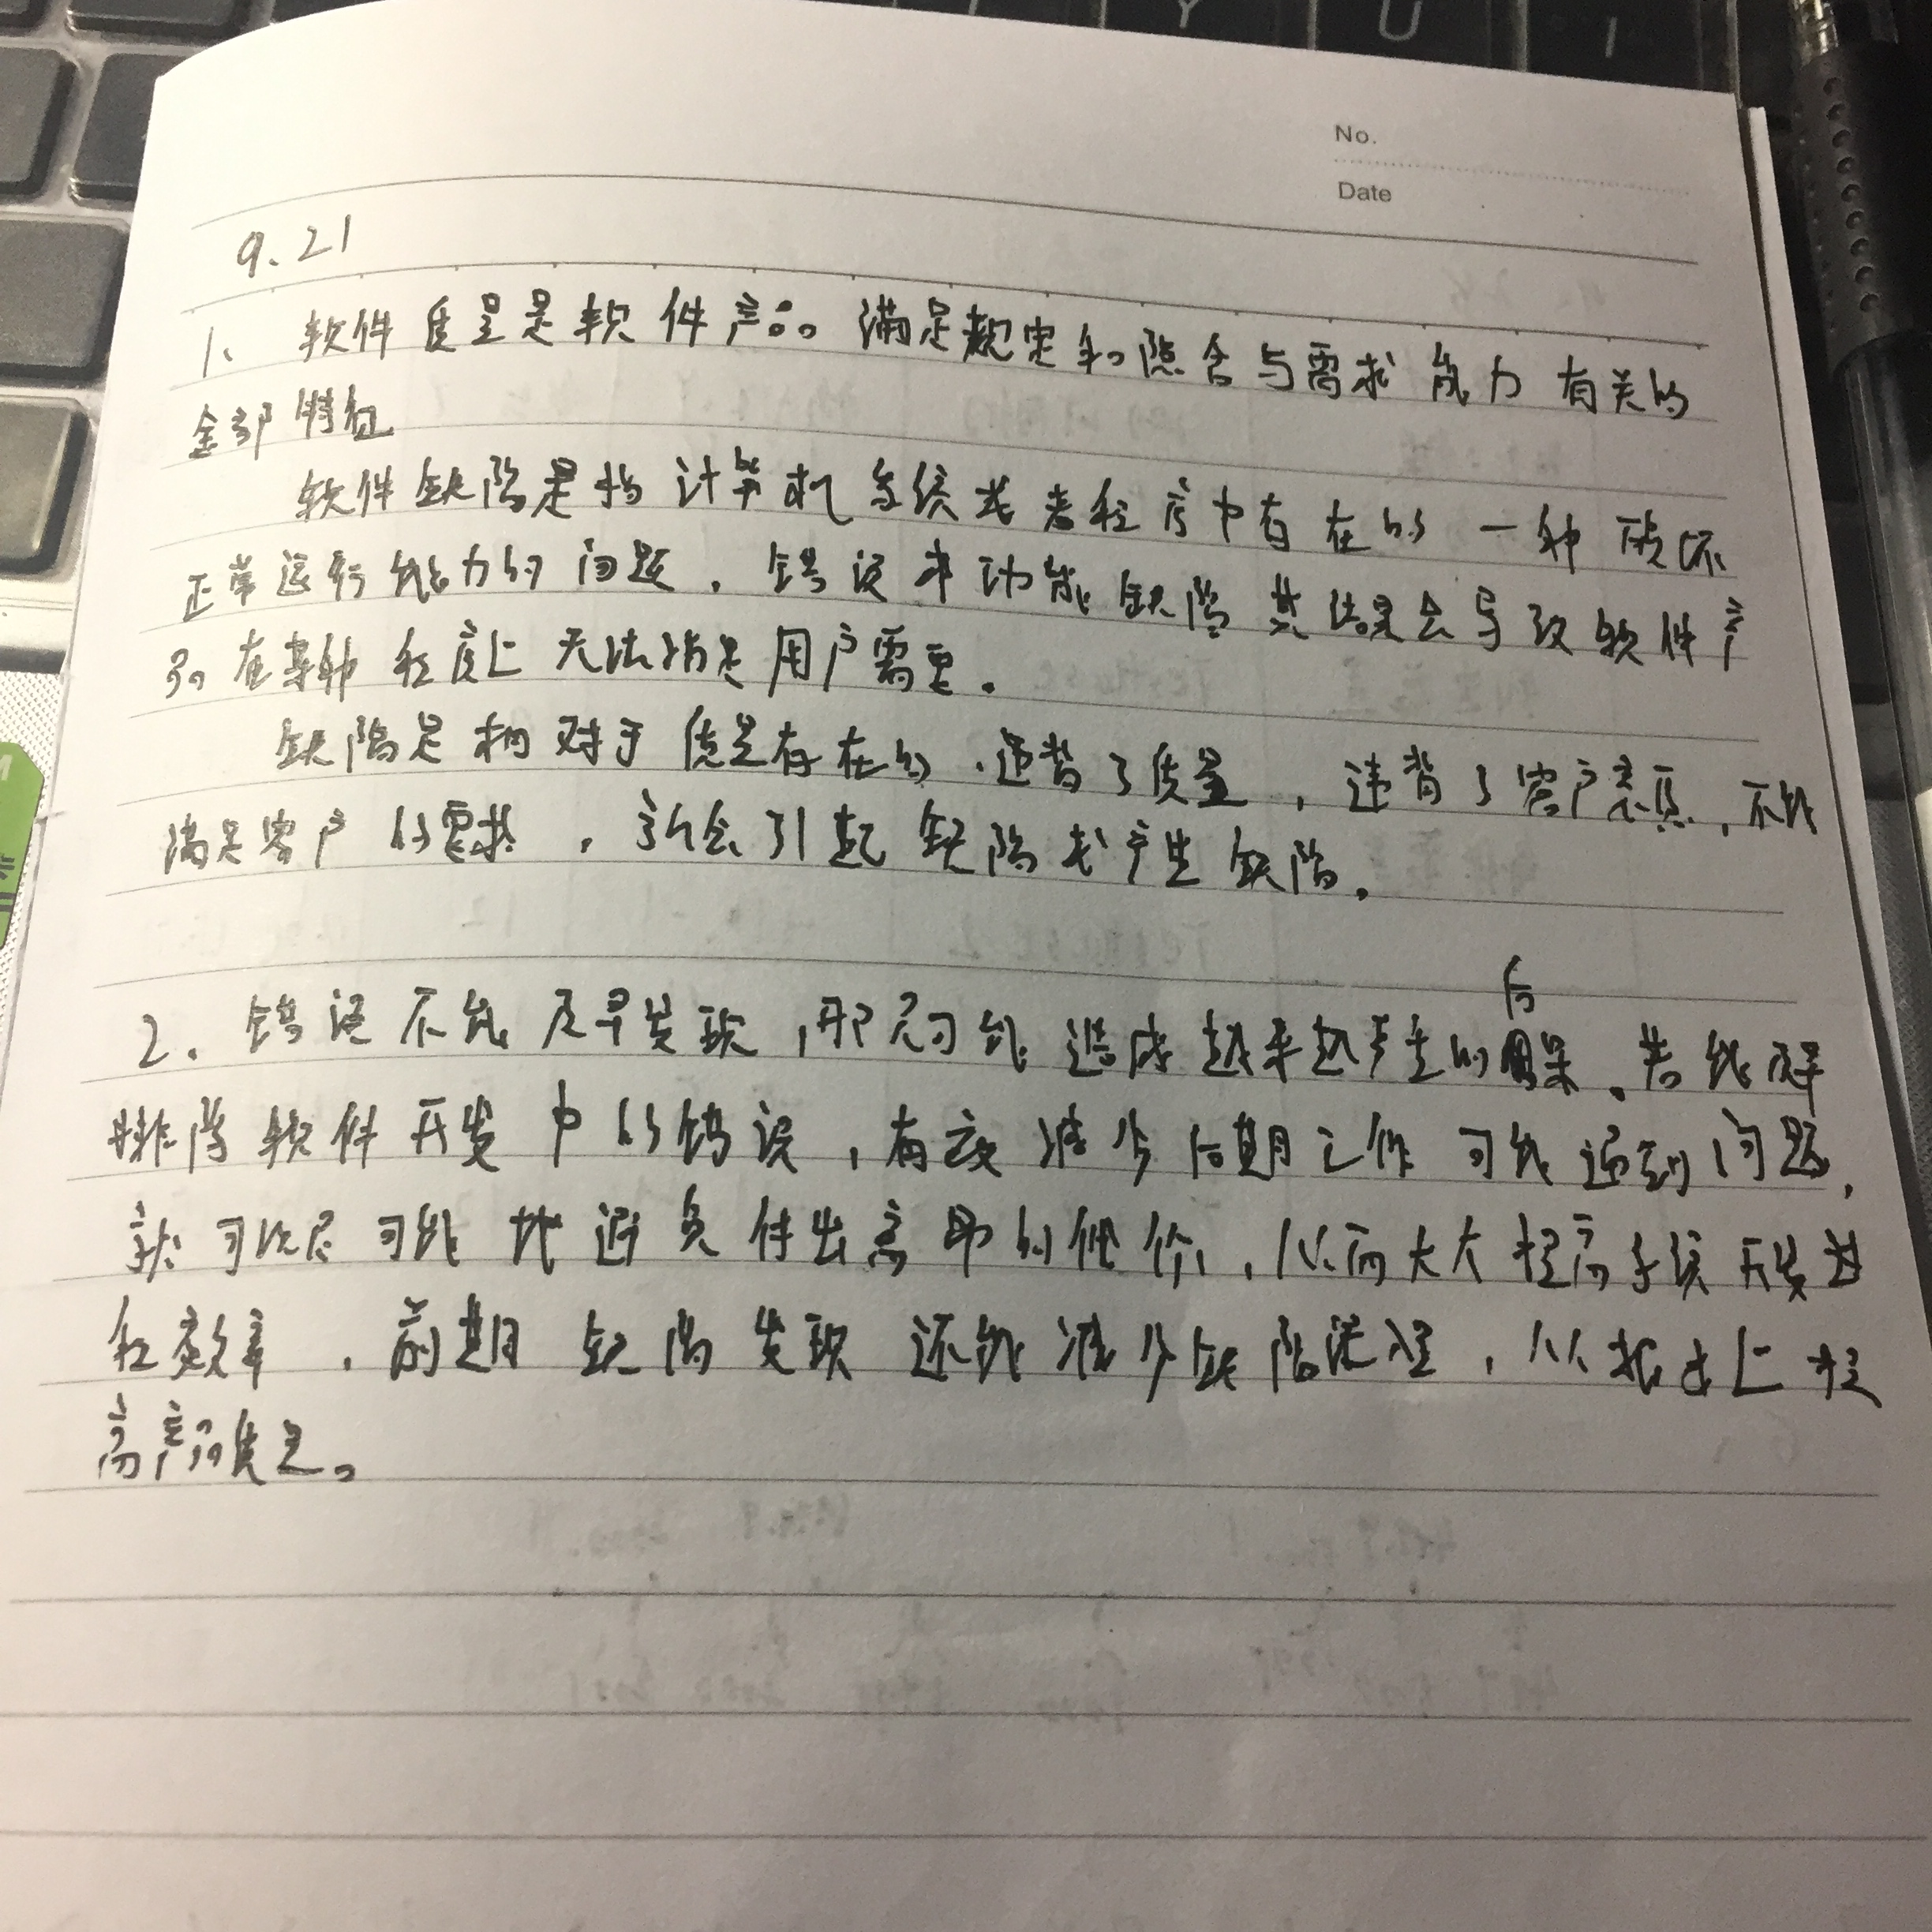 Y U I
No.
Date
9.21
1、软件质量是软件产品满足规定和隐含与需求能力有关的
全部特征
软件缺陷是指计算机系统或者程序中存在的一种破坏
正常运行能力的问题,错误 功能缺陷 其结果会导致软件产
品在某种程度上无法满足用户需要。
缺陷是相对于质量存在的,违背了质量,违背了客户意愿,不能
满足客户的需求,会引起缺陷或产生缺陷。
2.错误不能尽早发现,那只可能造成越来越严重的后果。若能及早
排除软件开发中的错误,有效减少后期工作可能遇到问题,
就可以尽可能地避免付出高昂的代价,从而大大提高系统开发过
程效率,前期缺陷发现还能减少缺陷 ,从 上提
高产品质量。